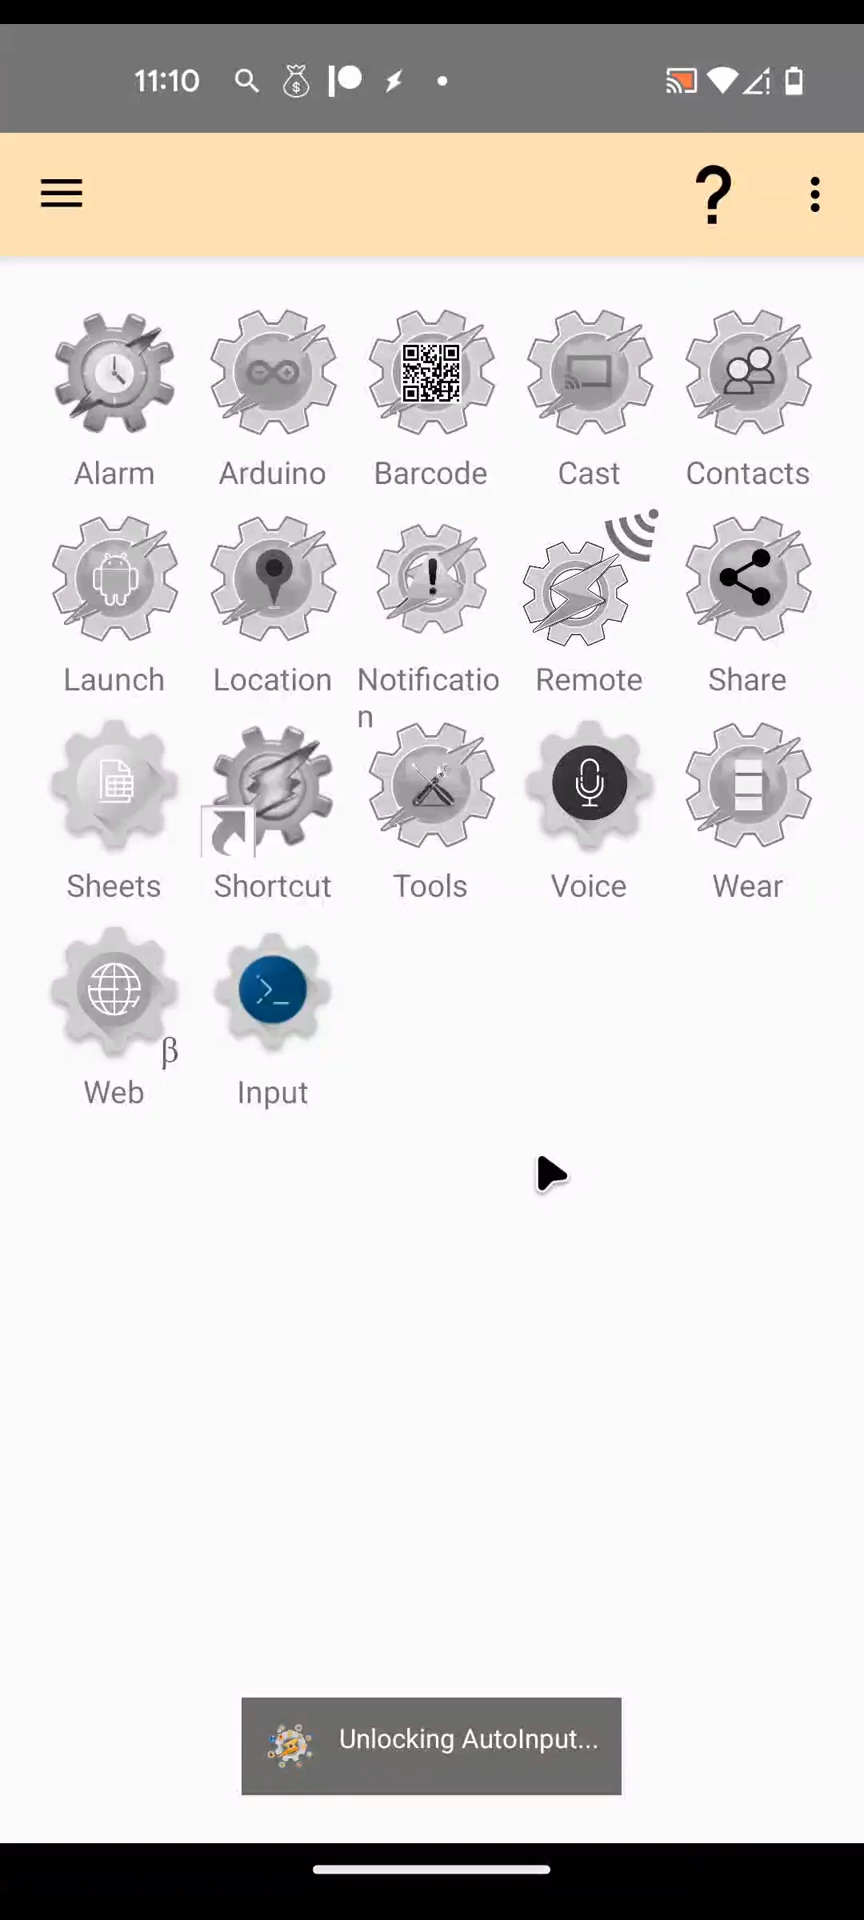 11:10
?
Alarm
Arduino
Barcode
Cast
Contacts
Launch
Location
Notificatio
n
Remote
Share
Sheets
Shortcut
Tools
Voice
Wear
β
Web
Input
Unlocking AutoInput...